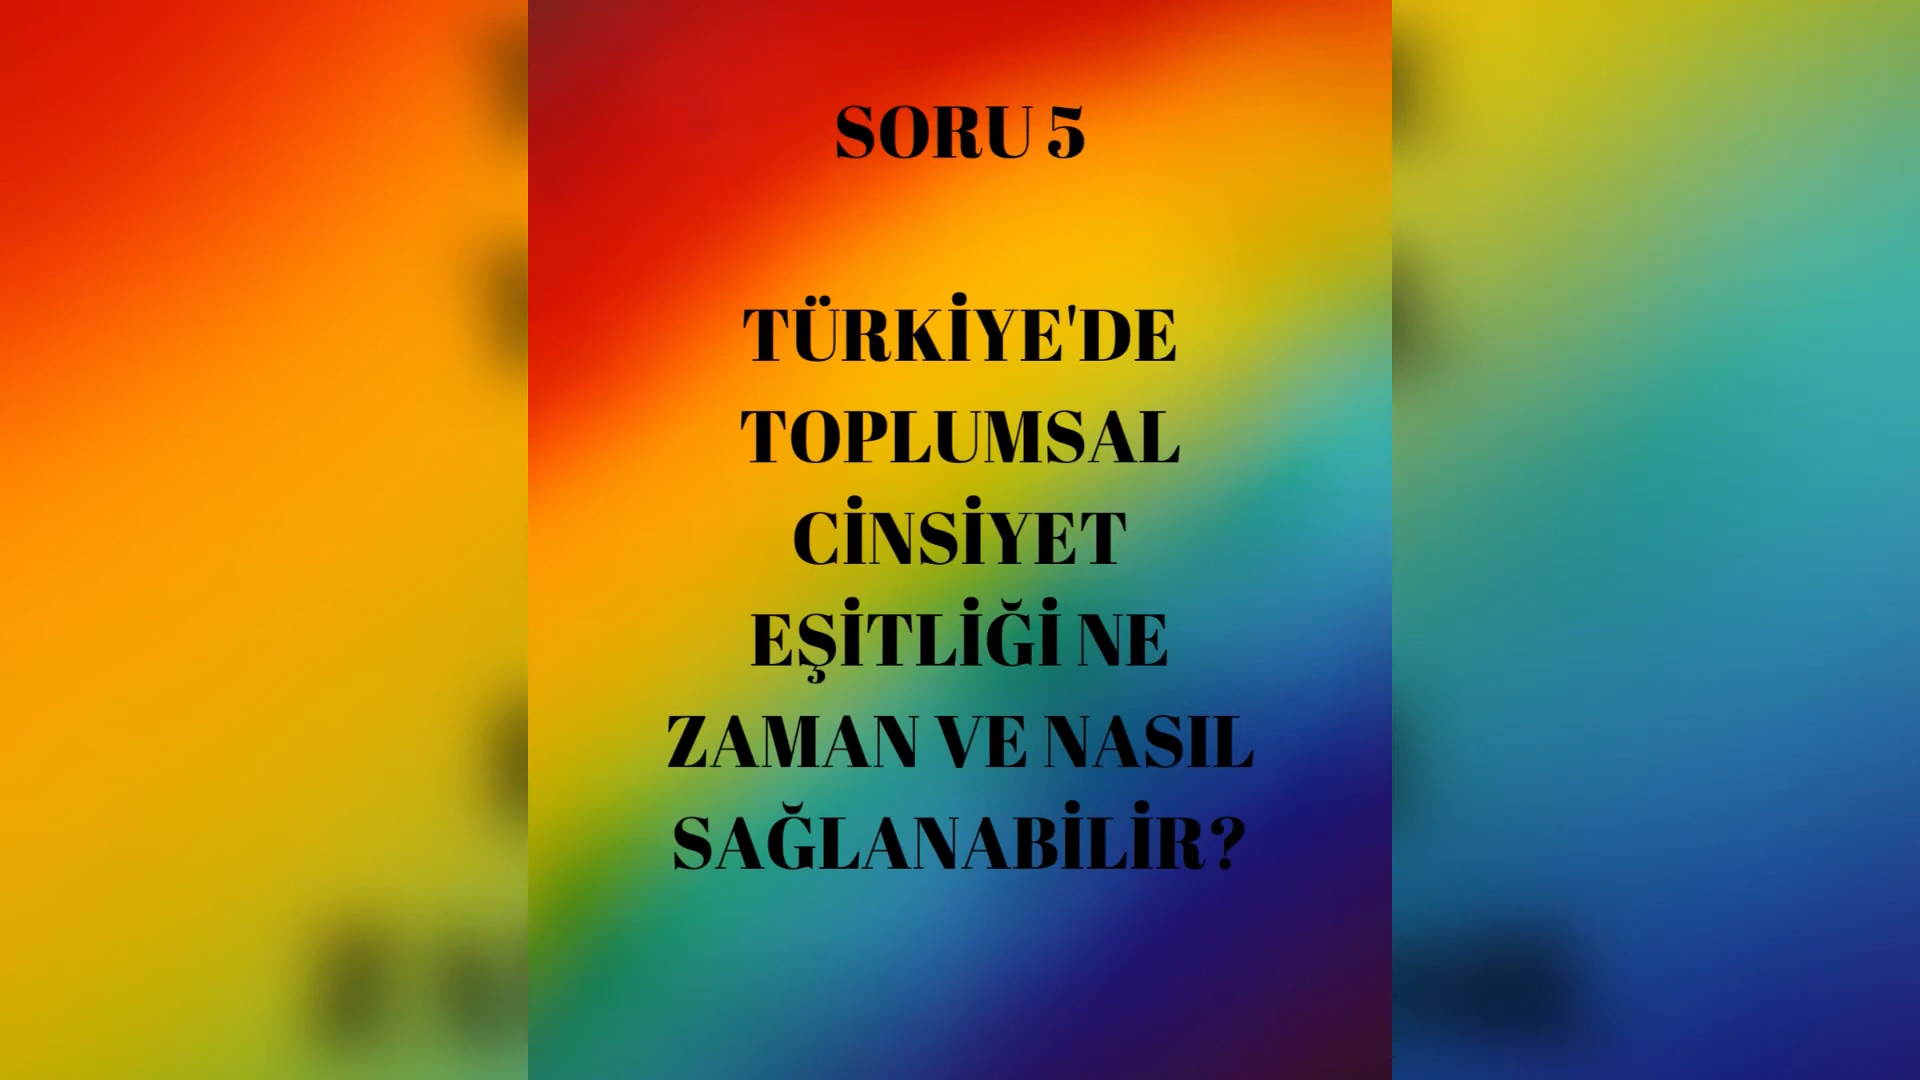 SORU 5
TÜRKİYE'DE
TOPLUMSAL
CİNSİYET
EŞİTLİĞİ NE
ZAMAN VE NASIL
SAĞLANABİLİR?